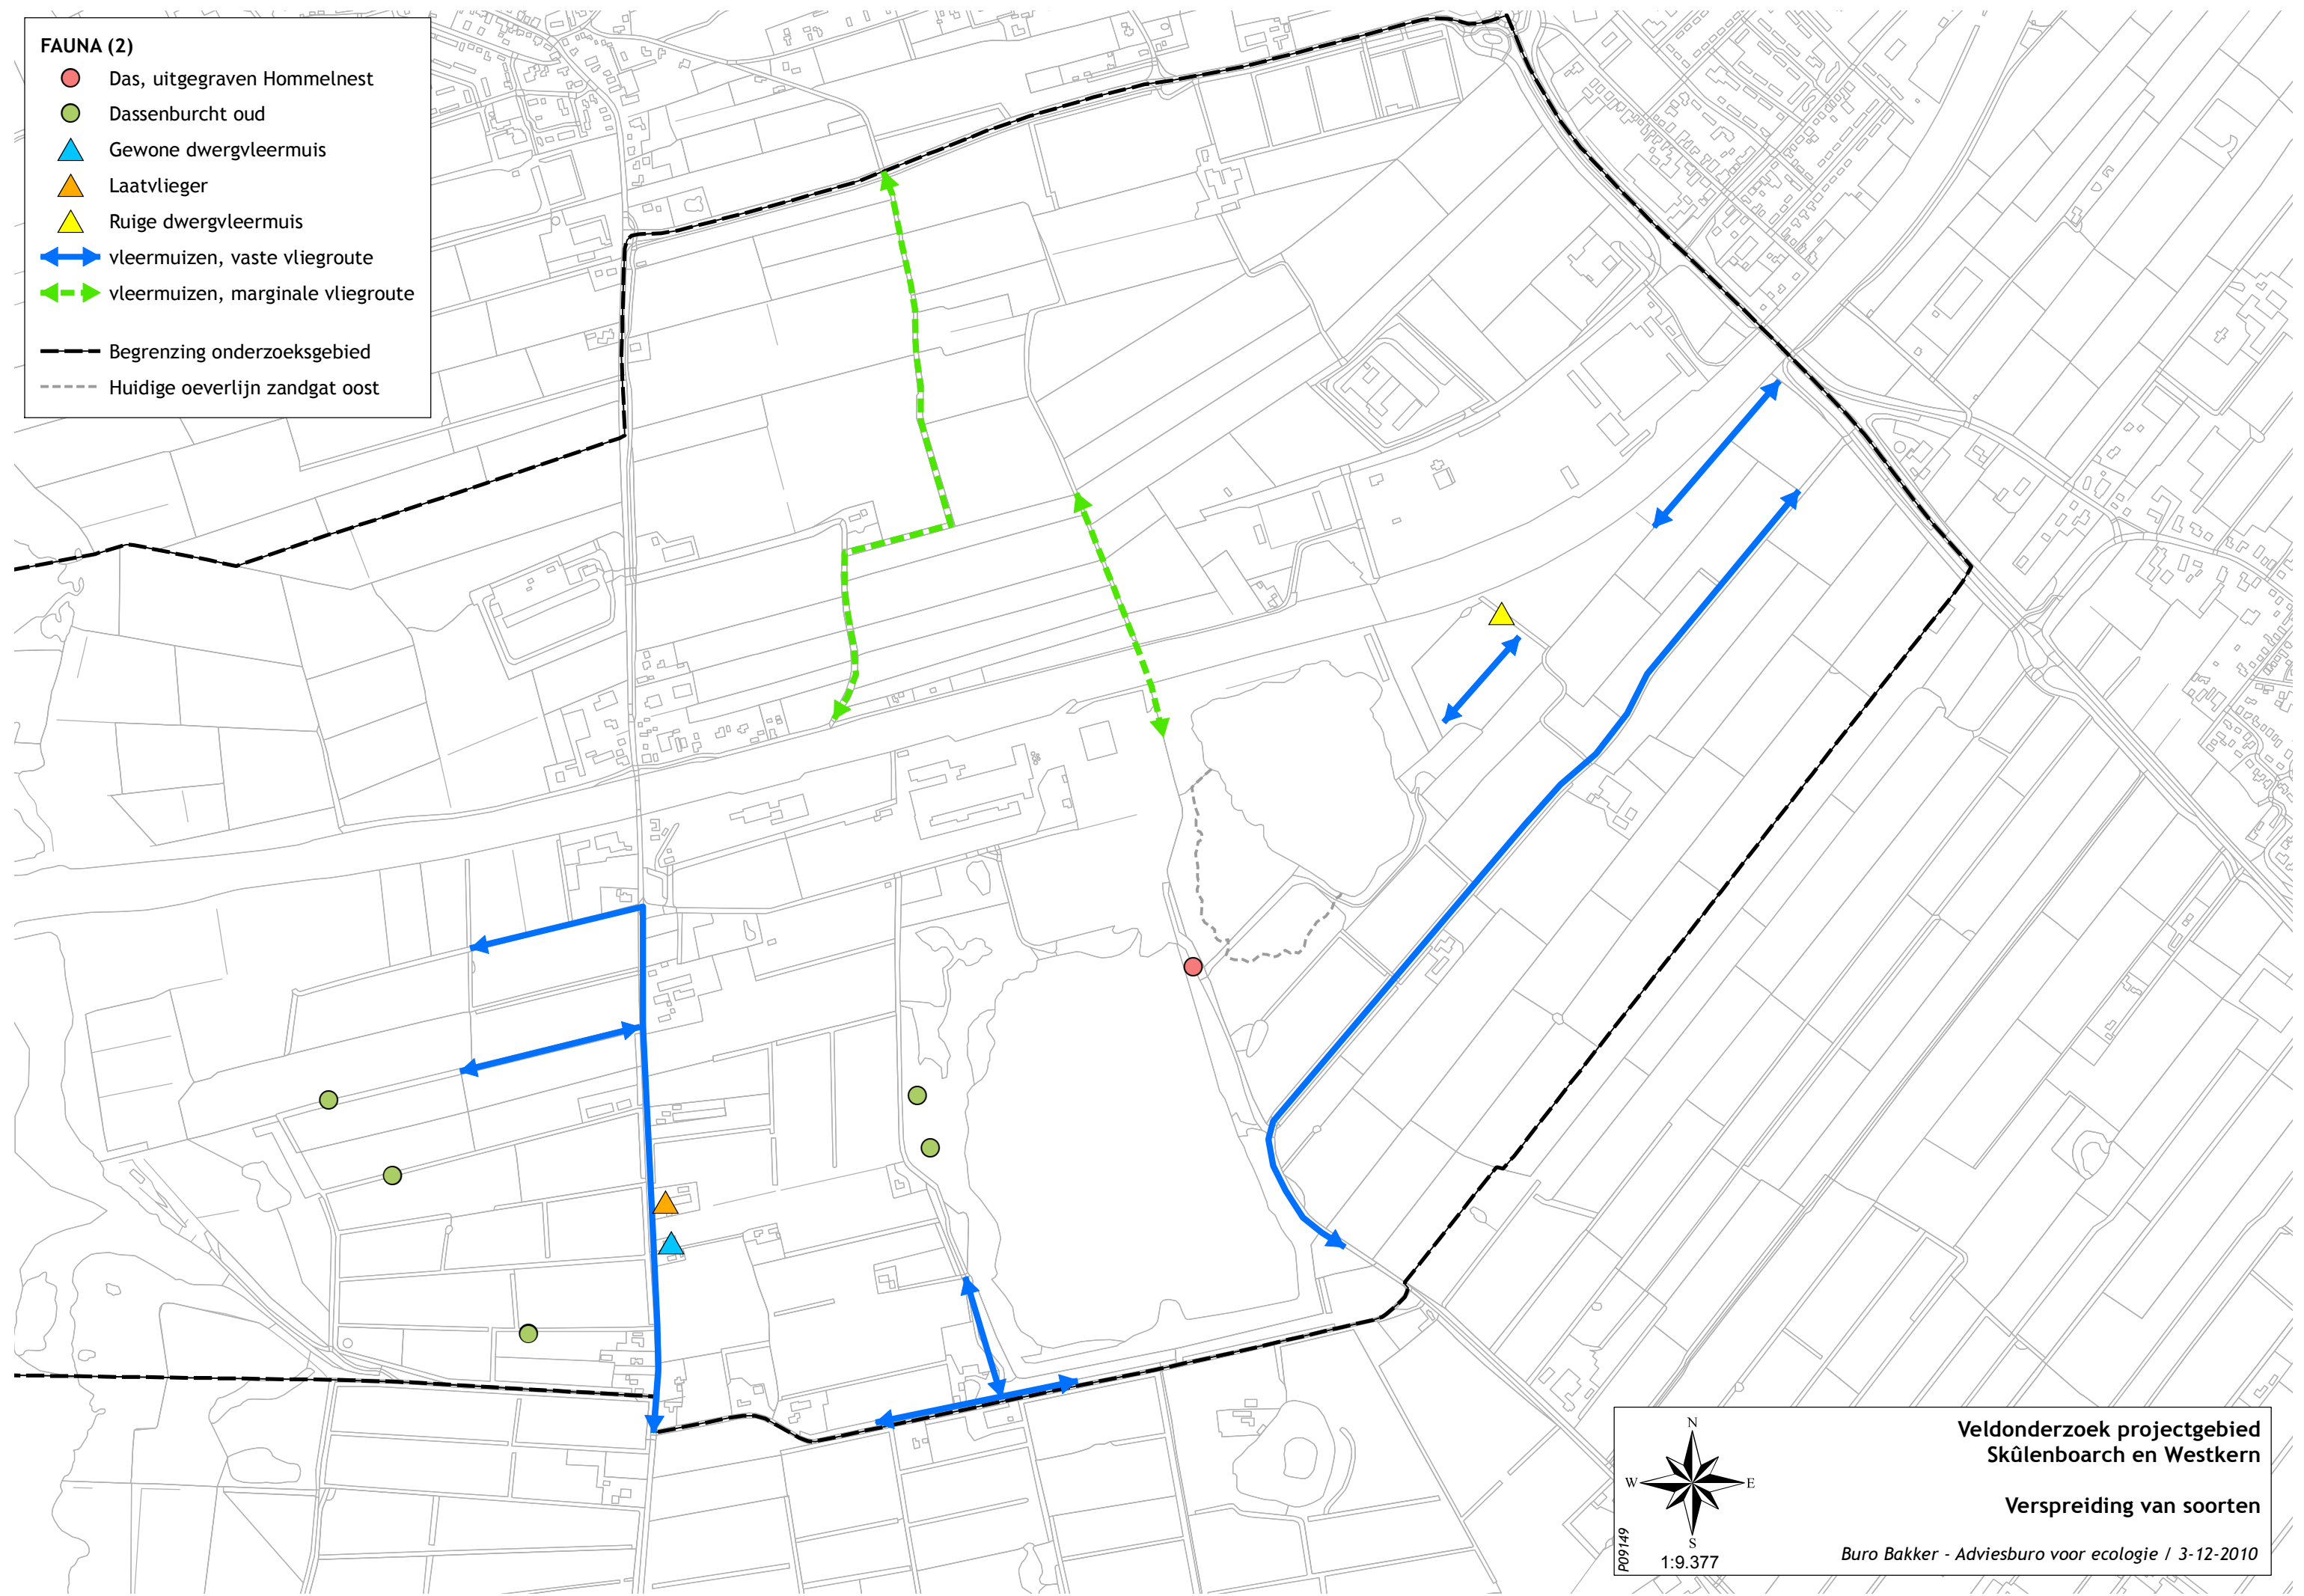 FAUNA (2)
Das, uitgegraven Hommelnest
Dassenburcht oud
Gewone dwergvleermuis
Laatvlieger
Ruige dwergvleermuis
vleermuizen, vaste vliegroute
vleermuizen, marginale vliegroute
Begrenzing onderzoeksgebied
Huidige oeverlijn zandgat oost
Veldonderzoek projectgebied
Skûlenboarch en Westkern
Verspreiding van soorten
Buro Bakker - Adviesburo voor ecologie / 3-12-2010
N
W
E
S
1:9.377
P09149